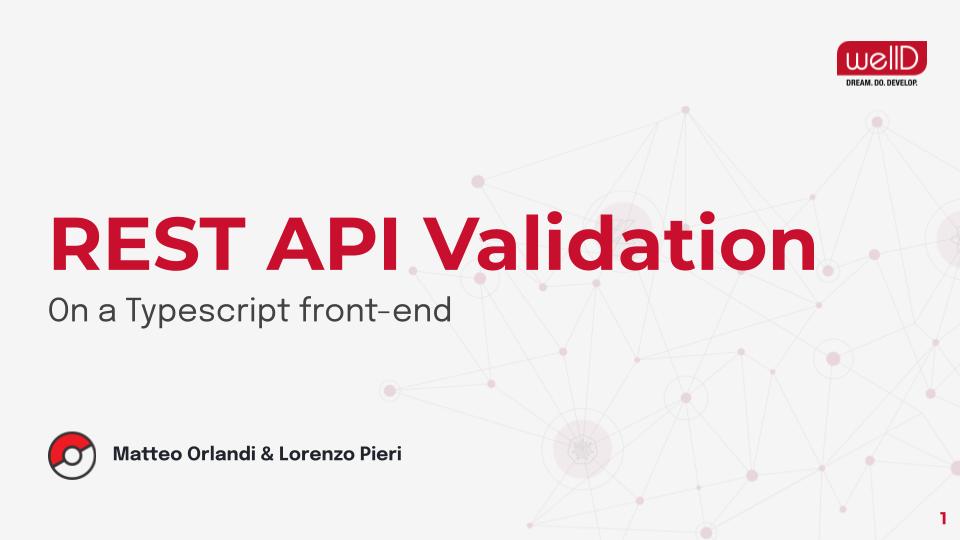 wellD
DREAM. DO. DEVELOP.
REST API Validation
On a Typescript front-end
Matteo Orlandi & Lorenzo Pieri
1